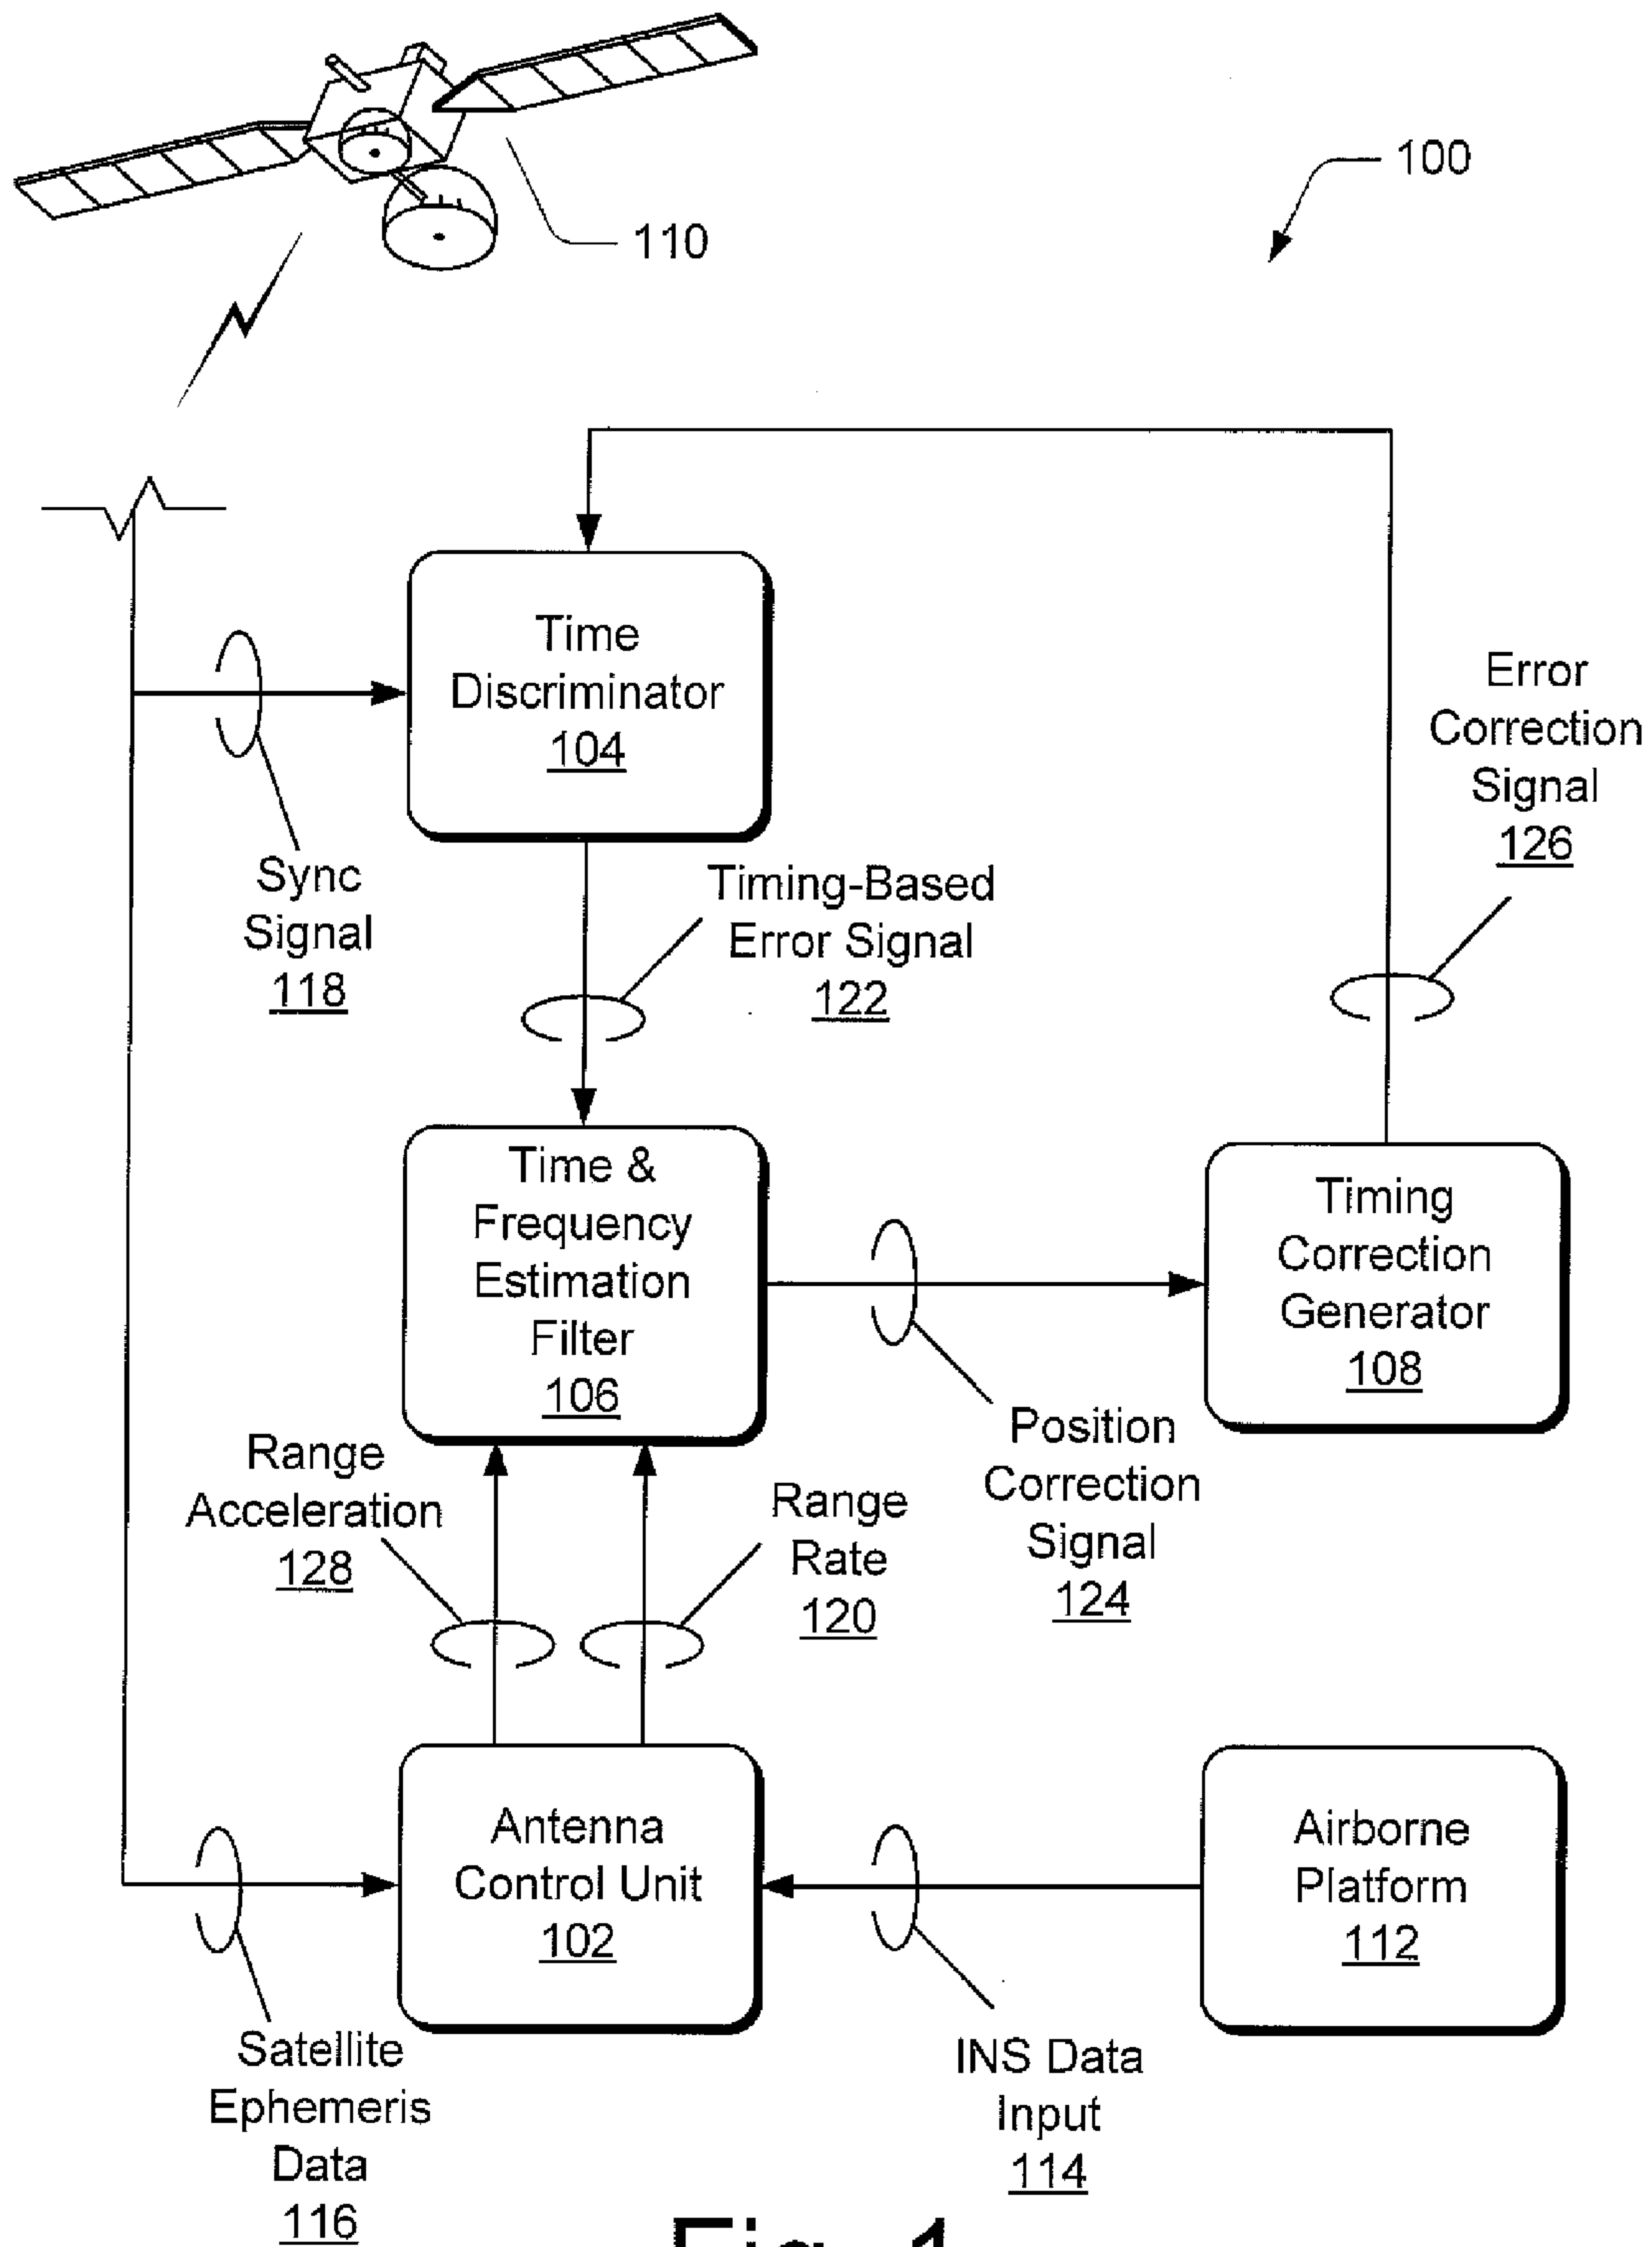 100
110
Time
Discriminator
104
Error
Correction
Signal
126
Sync
Signal
118
Timing-Based
Error Signal
122
Time &
Frequency
Estimation
Filter
106
Timing
Correction
Generator
108
Position
Correction
Signal
124
Range
Acceleration
128
Range
Rate
120
Antenna
Control Unit
102
Airborne
Platform
112
Satellite
Ephemeris
Data
116
INS Data
Input
114
Fig. 1